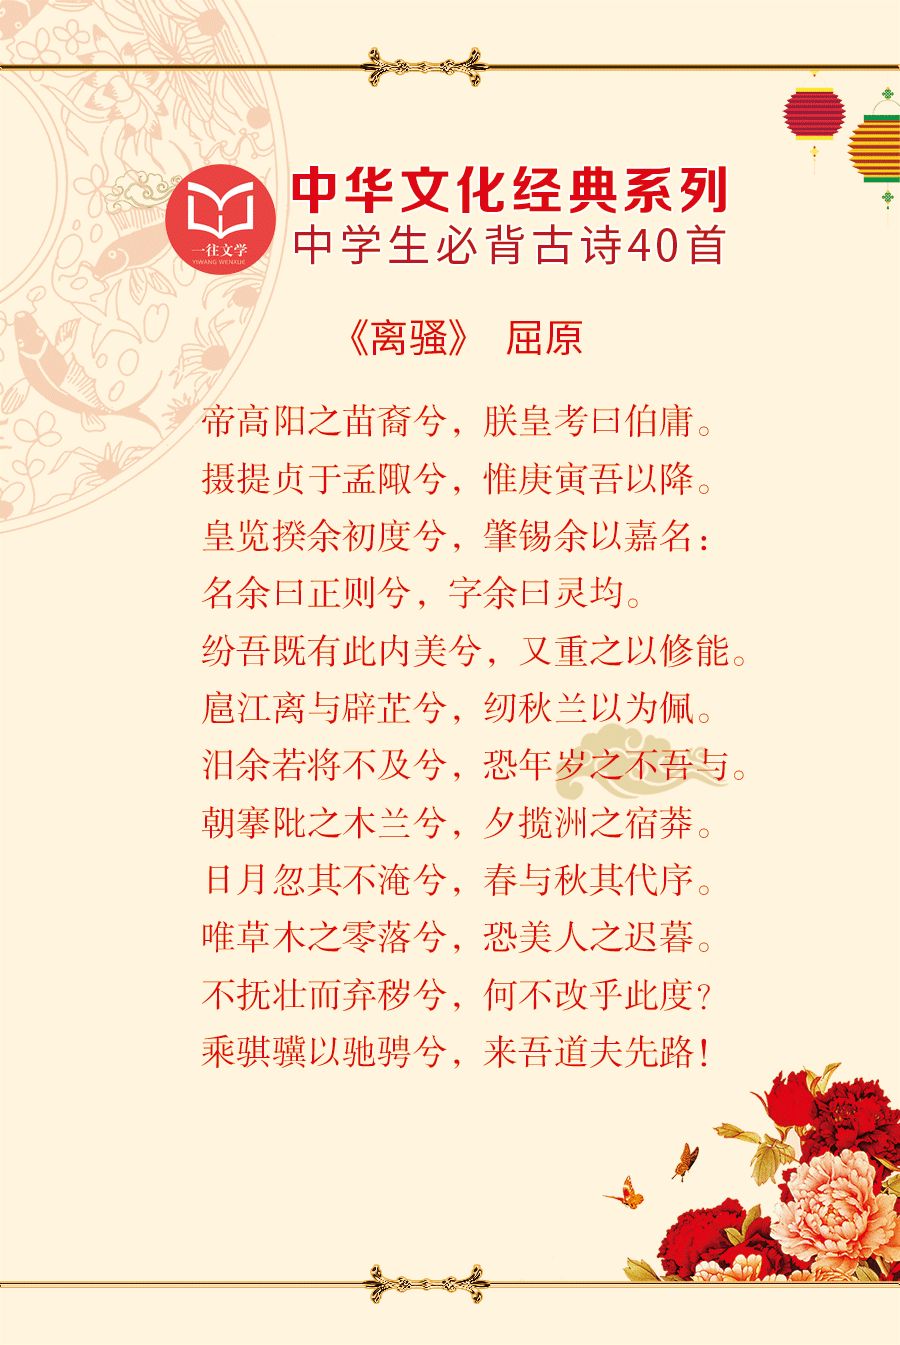 中华文化经典系列
中学生必背古诗40首
一往文学
YIWANG WENXUE
《离骚》 屈原
帝高阳之苗裔兮，朕皇考曰伯庸。
摄提贞于孟陬兮，惟庚寅吾以降。
皇览揆余初度兮，肇锡余以嘉名：
名余曰正则兮，字余曰灵均。
纷吾既有此内美兮，又重之以修能。
扈江离与辟芷兮，纫秋兰以为佩。
汨余若将不及兮，恐年岁之不吾与。
朝搴阰之木兰兮，夕揽洲之宿莽。
日月忽其不淹兮，春与秋其代序。
唯草木之零落兮，恐美人之迟暮。
不抚壮而弃秽兮，何不改乎此度？
乘骐骥以驰骋兮，来吾道夫先路！